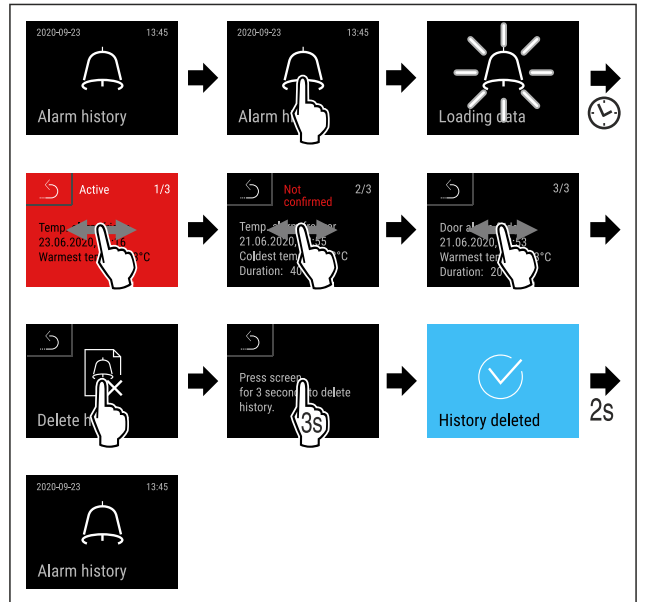 2020-09-23 13:45
Alarm history
2020-09-23 13:45
Alarm h
Loading data
Active 1/3
Temp.
23.06.2020,
Warmest °C
Not
confirmed
2/3
Temp.
21.06.2020, 55
Coldest tem °C
Duration: 40
3/3
Door a
21.06.2020, 53
Warmest te °C
Duration: 20
Delete h
Press screen
for 3 secon to delete
history.
3s
History deleted
2s
2020-09-23 13:45
Alarm history